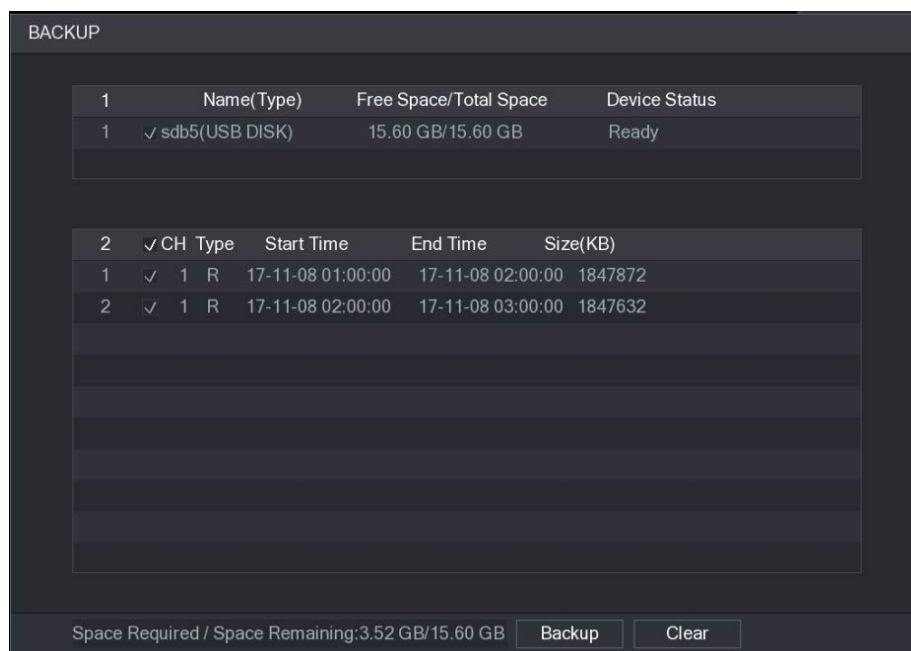 BACKUP
1 Name(Type) Free Space/Total Space Device Status
1 sdb5(USB DISK) 15.60 GB/15.60 GB Ready
2 CH Type Start Time End Time Size(KB)
1 1 R 17-11-08 01:00:00 17-11-08 02:00:00 1847872
2 1 R 17-11-08 02:00:00 17-11-08 03:00:00 1847632
Space Required / Space Remaining:3.52 GB/15.60 GB Backup Clear